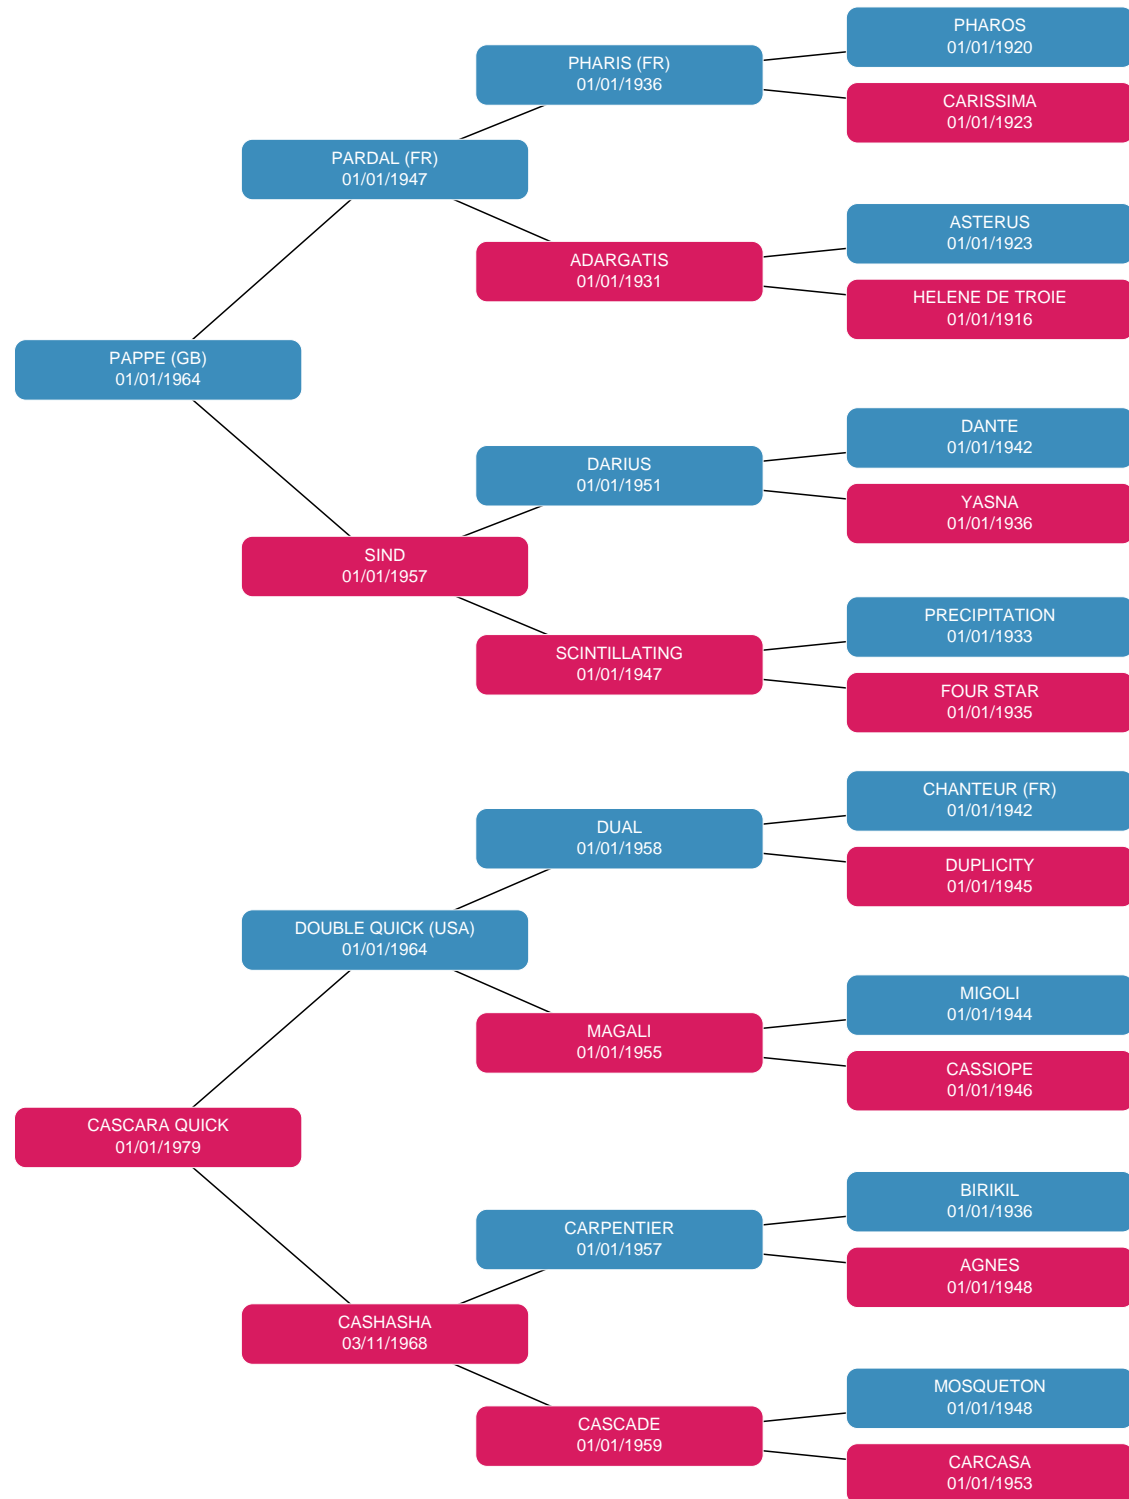 PHAROS
01/01/1920
PHARIS (FR)
01/01/1936
CARISSIMA
01/01/1923
PARDAL (FR)
01/01/1947
ASTERUS
01/01/1923
ADARGATIS
01/01/1931
HELENE DE TROIE
01/01/1916
PAPPE (GB)
01/01/1964
DANTE
01/01/1942
DARIUS
01/01/1951
YASNA
01/01/1936
SIND
01/01/1957
PRECIPITATION
01/01/1933
SCINTILLATING
01/01/1947
FOUR STAR
01/01/1935
CHANTEUR (FR)
01/01/1942
DUAL
01/01/1958
DUPLICITY
01/01/1945
DOUBLE QUICK (USA)
01/01/1964
MIGOLI
01/01/1944
MAGALI
01/01/1955
CASSIOPE
01/01/1946
CASCARA QUICK
01/01/1979
BIRIKIL
01/01/1936
CARPENTIER
01/01/1957
AGNES
01/01/1948
CASHASHA
03/11/1968
MOSQUETON
01/01/1948
CASCADE
01/01/1959
CARCASA
01/01/1953